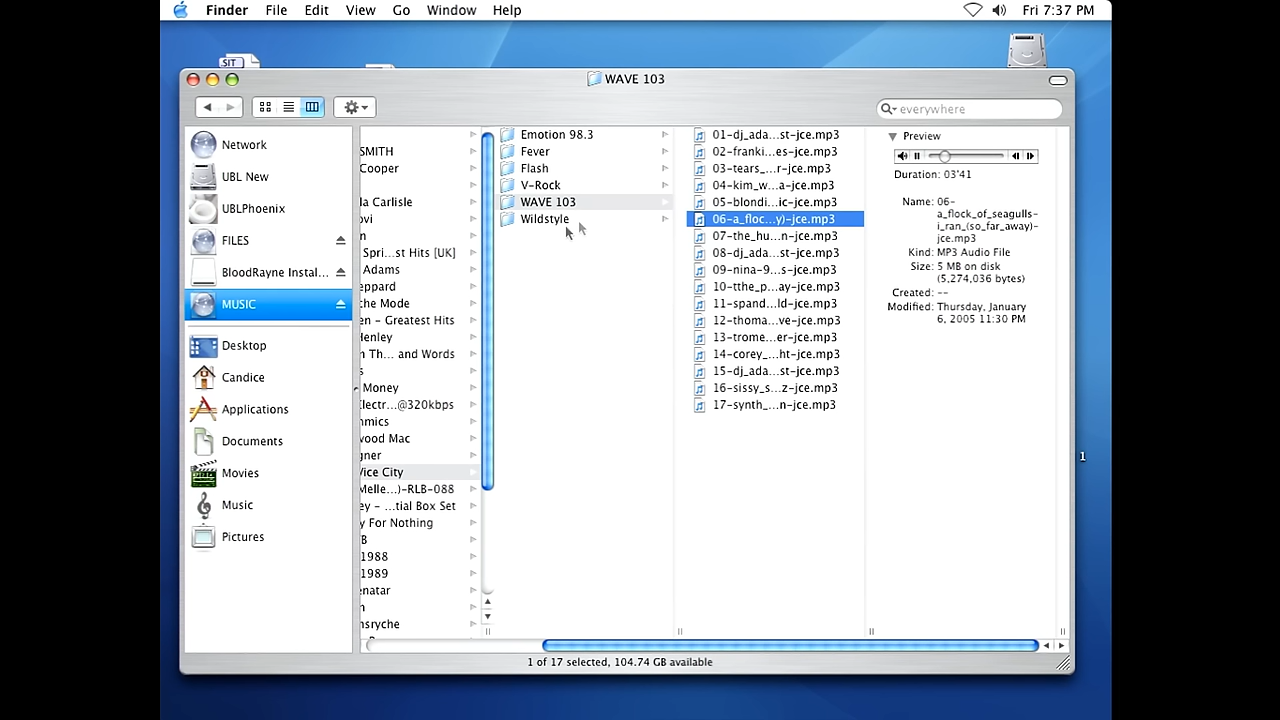 Finder File Edit View Go Window Help Fri 7:37 PM
SIT
WAVE 103
everywhere
Network
UBL New
UBLPhoenix
FILES
BloodRayne Instal...
MUSIC
Desktop
Candice
Applications
Documents
Movies
Music
Pictures
SMITH
Cooper
la Carlisle
ovi
m
Spri...st Hits [UK]
Adams
eppard
he Mode
en - Greatest Hits
Henley
n Th... and Words
s
Money
lectr...@320kbps
hmics
wood Mac
gner
Vice City
Melle...)-RLB-088
ey - ...tial Box Set
y For Nothing
B
1988
1989
enatar
n
nsryche
Emotion 98.3
Fever
Flash
V-Rock
WAVE 103
Wildstyle
01-dj_ada...st-jce.mp3
02-franki...es-jce.mp3
03-tears_...r-jce.mp3
04-kim_w...a-jce.mp3
05-blondi...ic-jce.mp3
06-a_floc...y)-jce.mp3
07-the_hu...n-jce.mp3
08-dj_ada...st-jce.mp3
09-nina-9...s-jce.mp3
10-tthe_p...ay-jce.mp3
11-spand...ld-jce.mp3
12-thoma...ve-jce.mp3
13-trome...er-jce.mp3
14-corey_...ht-jce.mp3
15-dj_ada...st-jce.mp3
16-sissy_s...z-jce.mp3
17-synth_...n-jce.mp3
Preview
Duration: 03'41
Name: 06-
a_flock_of_seagulls-
i_ran_(so_far_away)-
jce.mp3
Kind: MP3 Audio File
Size: 5 MB on disk
(5,274,036 bytes)
Created: --
Modified: Thursday, January
6, 2005 11:30 PM
1
1 of 17 selected, 104.74 GB available